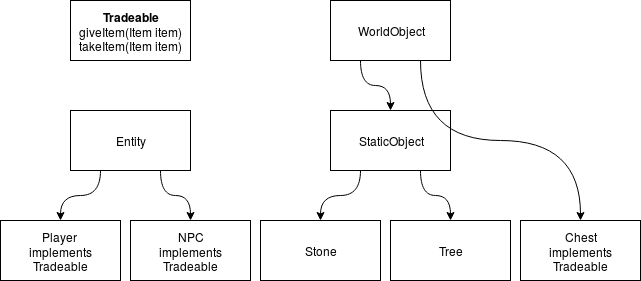 Tradeable
giveItem(Item item)
takeItem(Item item)
WorldObject
Entity
StaticObject
Player
implements
Tradeable
NPC
implements
Tradeable
Stone
Tree
Chest
implements
Tradeable